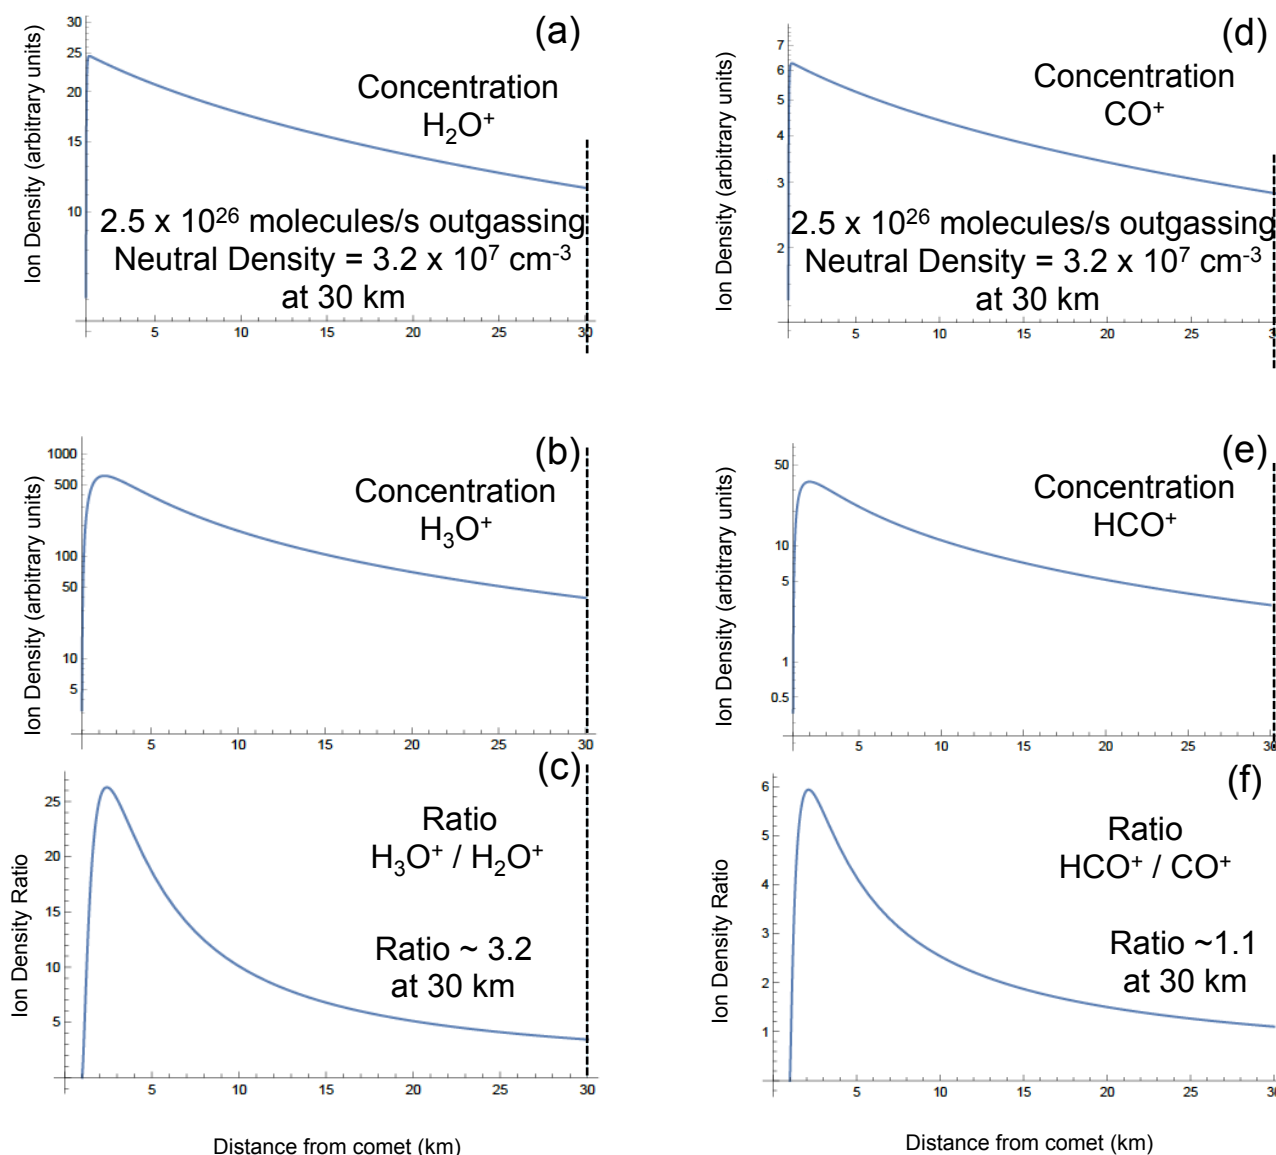 (a)
Ion Density (arbitrary units)
30
25
20
15
10
Concentration
H₂O⁺
2.5 x 10²⁶ molecules/s outgassing
Neutral Density = 3.2 x 10⁷ cm⁻³
at 30 km
5 10 15 20 25 30
(d)
Ion Density (arbitrary units)
7
6
5
4
3
2
Concentration
CO⁺
2.5 x 10²⁶ molecules/s outgassing
Neutral Density = 3.2 x 10⁷ cm⁻³
at 30 km
5 10 15 20 25 30
(b)
Ion Density (arbitrary units)
1000
500
100
50
10
5
Concentration
H₃O⁺
5 10 15 20 25 30
(e)
Ion Density (arbitrary units)
50
10
5
1
0.5
Concentration
HCO⁺
5 10 15 20 25 30
(c)
Ion Density Ratio
25
20
15
10
5
Ratio
H₃O⁺ / H₂O⁺
Ratio ~ 3.2
at 30 km
5 10 15 20 25 30
Distance from comet (km)
(f)
Ion Density Ratio
6
5
4
3
2
1
Ratio
HCO⁺ / CO⁺
Ratio ~1.1
at 30 km
5 10 15 20 25 30
Distance from comet (km)